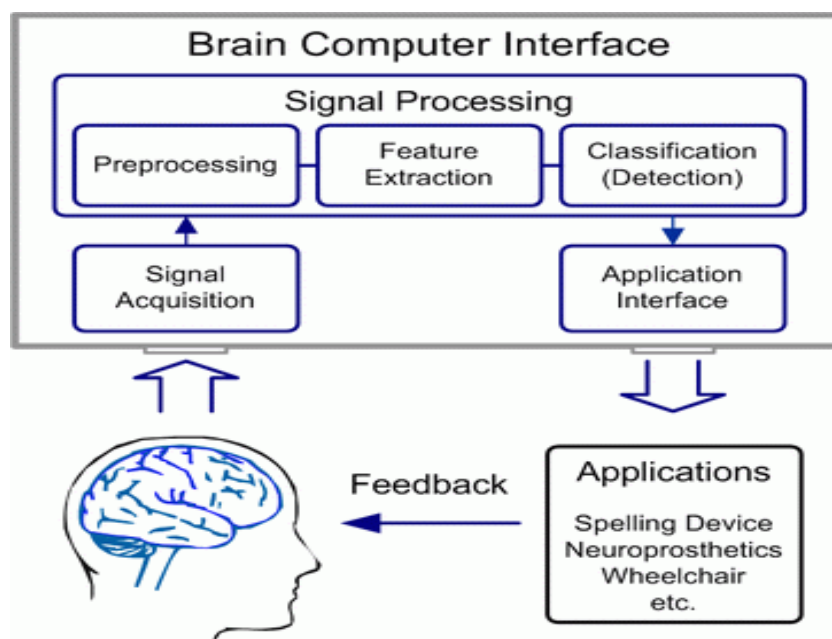 Brain Computer Interface
Signal Processing
Preprocessing
Feature
Extraction
Classification
(Detection)
Signal
Acquisition
Application
Interface
Feedback
Applications
Spelling Device
Neuroprosthetics
Wheelchair
etc.